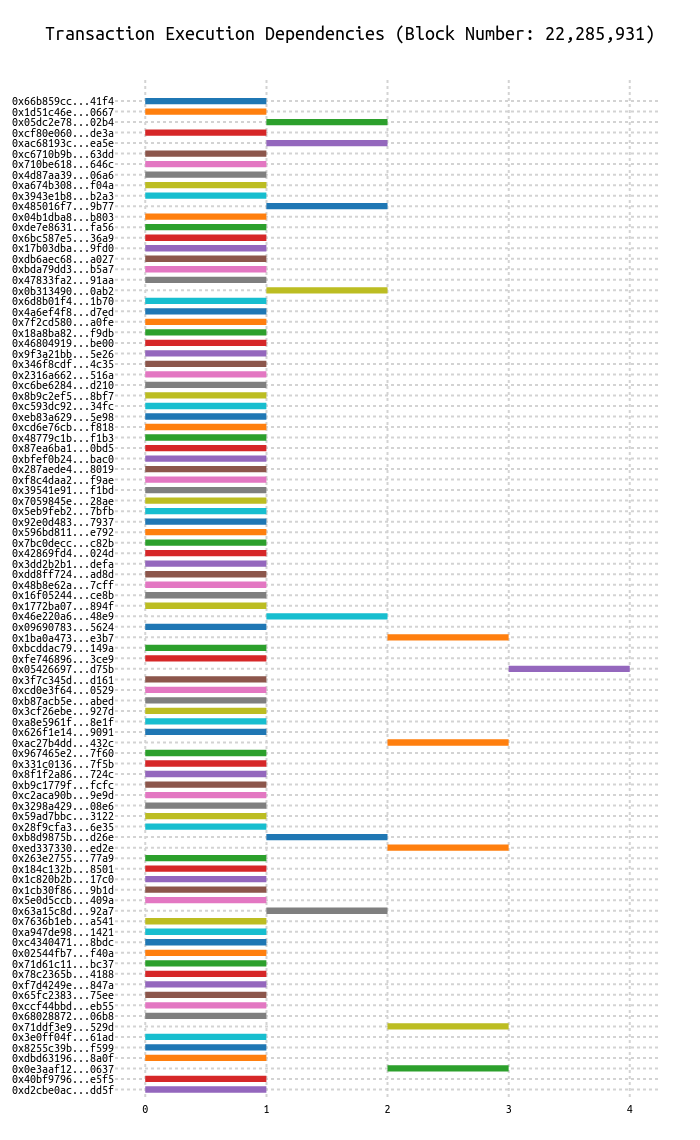 Transaction Execution Dependencies (Block Number: 22,285,931)
0x66b859cc...41f4
0x1d51c46e...0667
0x05dc2e78...02b4
0xcf80e060...de3a
0xac68193c...ea5e
0xc6710b9b...63dd
0x710be618...646c
0x4d87aa39...06a6
0xa674b308...f04a
0x3943e1b8...b2a3
0x485016f7...9b77
0x04b1dba8...b803
0xde7e8631...fa56
0x6bc587e5...36a9
0x17b03dba...9fd0
0xdb6aec68...a027
0xbda79dd3...b5a7
0x47833fa2...91aa
0x0b313490...0ab2
0x6d8b01f4...1b70
0x4a6ef4f8...d7ed
0x7f2cd580...a0fe
0x18a8ba82...f9db
0x46804919...be00
0x9f3a21bb...5e26
0x346f8cdf...4c35
0x2316a662...516a
0xc6be6284...d210
0x8b9c2ef5...8bf7
0xc593dc92...34fc
0xeb83a629...5e98
0xcd6e76cb...f818
0x48779c1b...f1b3
0x87ea6ba1...0bd5
0xbfef0b24...bac0
0x287aede4...8019
0xf8c4daa2...f9ae
0x39541e91...f1bd
0x7059845e...28ae
0x5eb9feb2...7bfb
0x92e0d483...7937
0x596bd811...e792
0x7bc0decc...c82b
0x42869fd4...024d
0x3dd2b2b1...defa
0xdd8ff724...ad8d
0x48b8e62a...7cff
0x16f05244...ce8b
0x1772ba07...894f
0x46e220a6...48e9
0x09690783...5624
0x1ba0a473...e3b7
0xbcddac79...149a
0xfe746896...3ce9
0x05426697...d75b
0x3f7c345d...d161
0xcd0e3f64...0529
0xb87acb5e...abed
0x3cf26ebe...927d
0xa8e5961f...8e1f
0x626f1e14...9091
0xac27b4dd...432c
0x967465e2...7f60
0x331c0136...7f5b
0x8f1f2a86...724c
0xb9c1779f...fcfc
0xc2aca90b...9e9d
0x3298a429...08e6
0x59ad7bbc...3122
0x28f9cfa3...6e35
0xb8d9875b...d26e
0xed337330...ed2e
0x263e2755...77a9
0x184c132b...8501
0x1c820b2b...17c0
0x1cb30f86...9b1d
0x5e0d5ccb...409a
0x63a15c8d...92a7
0x7636b1eb...a541
0xa947de98...1421
0xc4340471...8bdc
0x02544fb7...f40a
0x71d61c11...bc37
0x78c2365b...4188
0xf7d4249e...847a
0x65fc2383...75ee
0xccf44bbd...eb55
0x68028872...06b8
0x71ddf3e9...529d
0x3e0ff04f...61ad
0x8255c39b...f599
0xdbd63196...8a0f
0x0e3aaf12...0637
0x40bf9796...e5f5
0xd2cbe0ac...dd5f
0 1 2 3 4